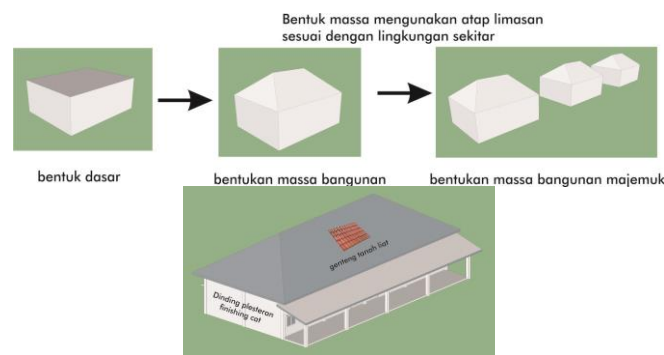 Bentuk massa mengunakan atap limasan
sesuai dengan lingkungan sekitar
bentuk dasar
bentukan massa bangunan
bentukan massa bangunan majemuk
genteng tanah liat
Dinding plesteran
finishing cat